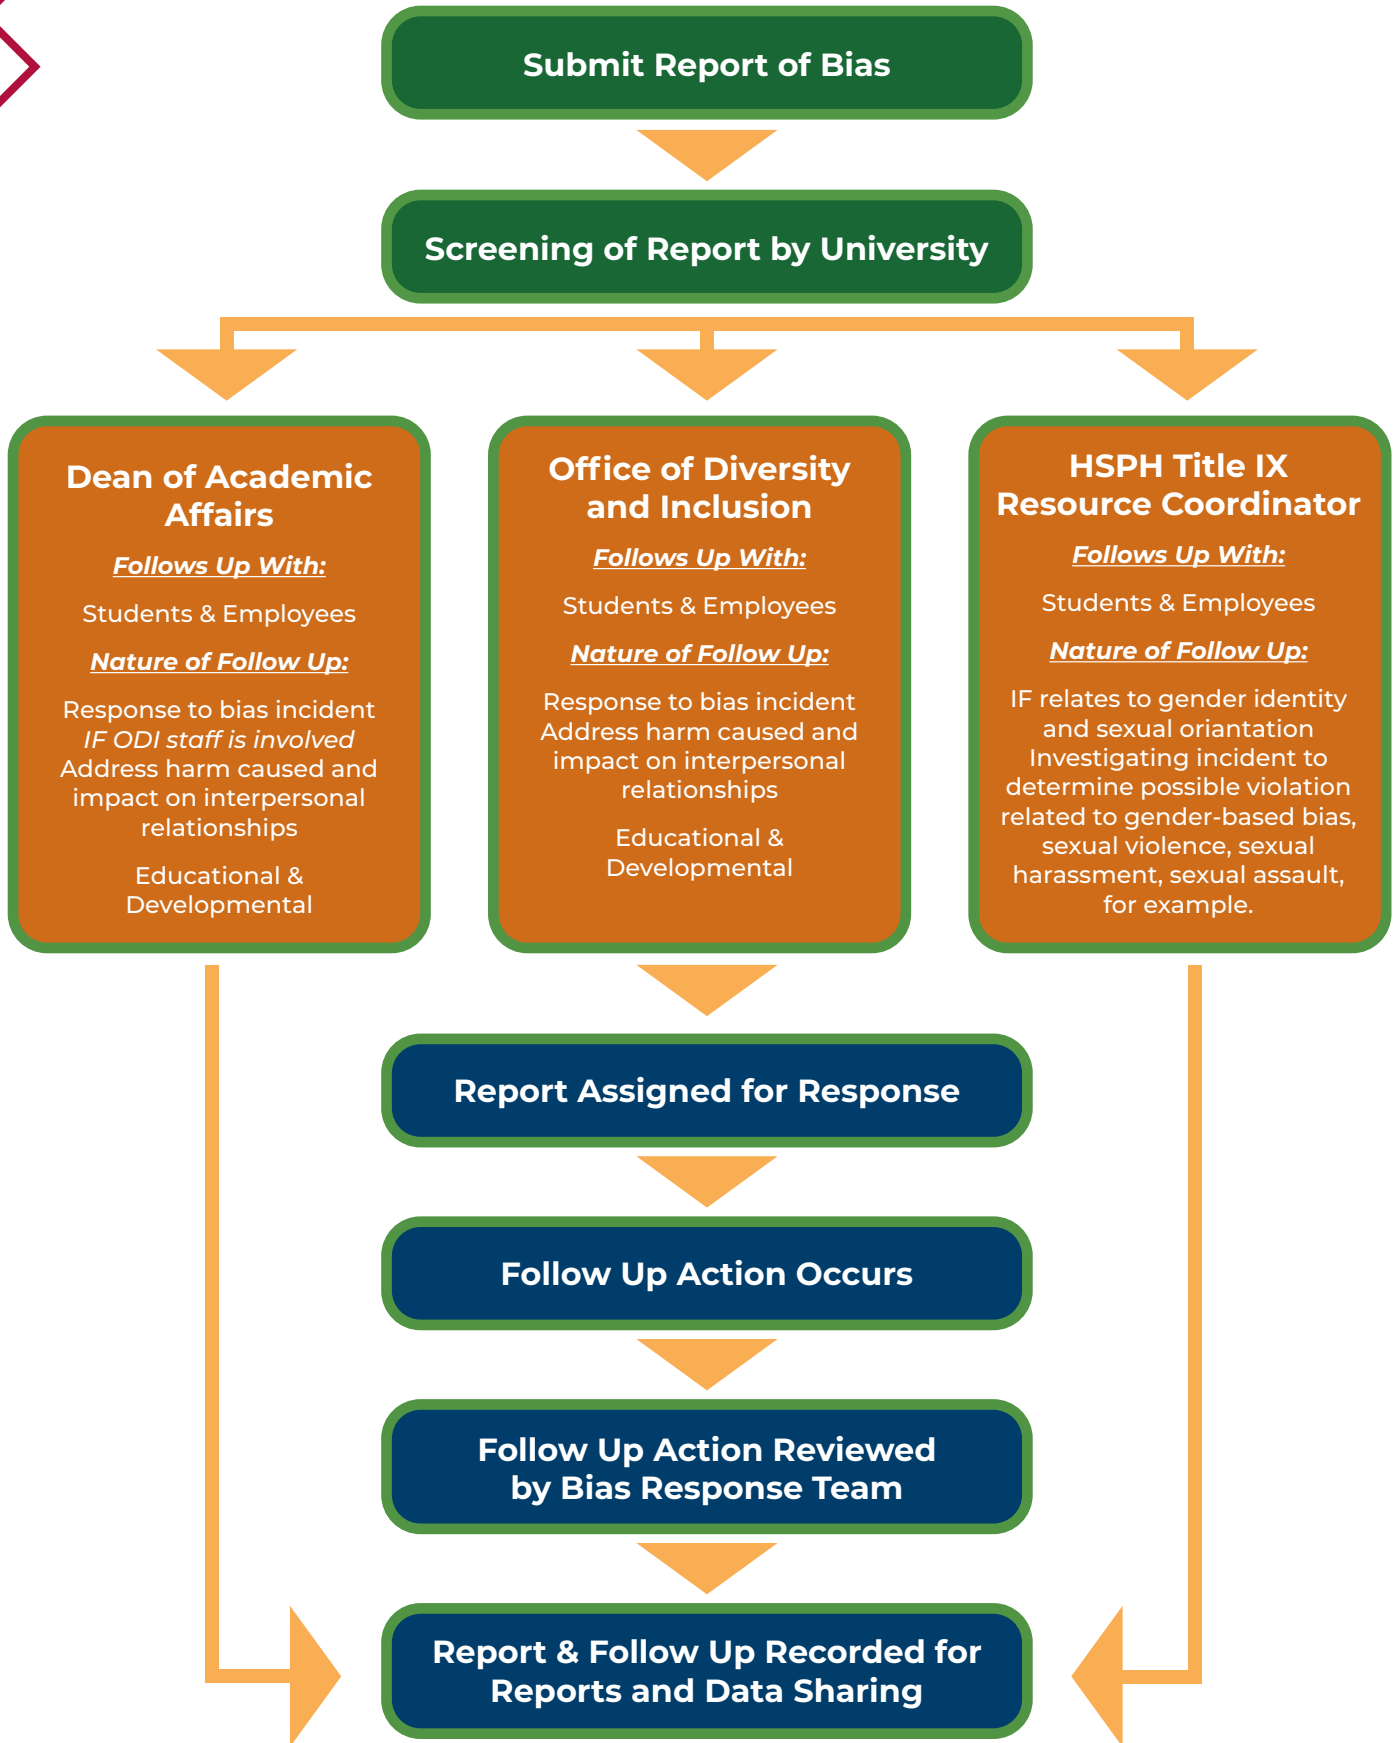 Submit Report of Bias
Screening of Report by University
Dean of Academic
Affairs
Follows Up With:
Students & Employees
Nature of Follow Up:
Response to bias incident
IF ODI staff is involved
Address harm caused and
impact on interpersonal
relationships
Educational &
Developmental
Office of Diversity
and Inclusion
Follows Up With:
Students & Employees
Nature of Follow Up:
Response to bias incident
Address harm caused and
impact on interpersonal
relationships
Educational &
Developmental
HSPH Title IX
Resource Coordinator
Follows Up With:
Students & Employees
Nature of Follow Up:
IF relates to gender identity
and sexual oriantation
Investigating incident to
determine possible violation
related to gender-based bias,
sexual violence, sexual
harassment, sexual assault,
for example.
Report Assigned for Response
Follow Up Action Occurs
Follow Up Action Reviewed
by Bias Response Team
Report & Follow Up Recorded for
Reports and Data Sharing